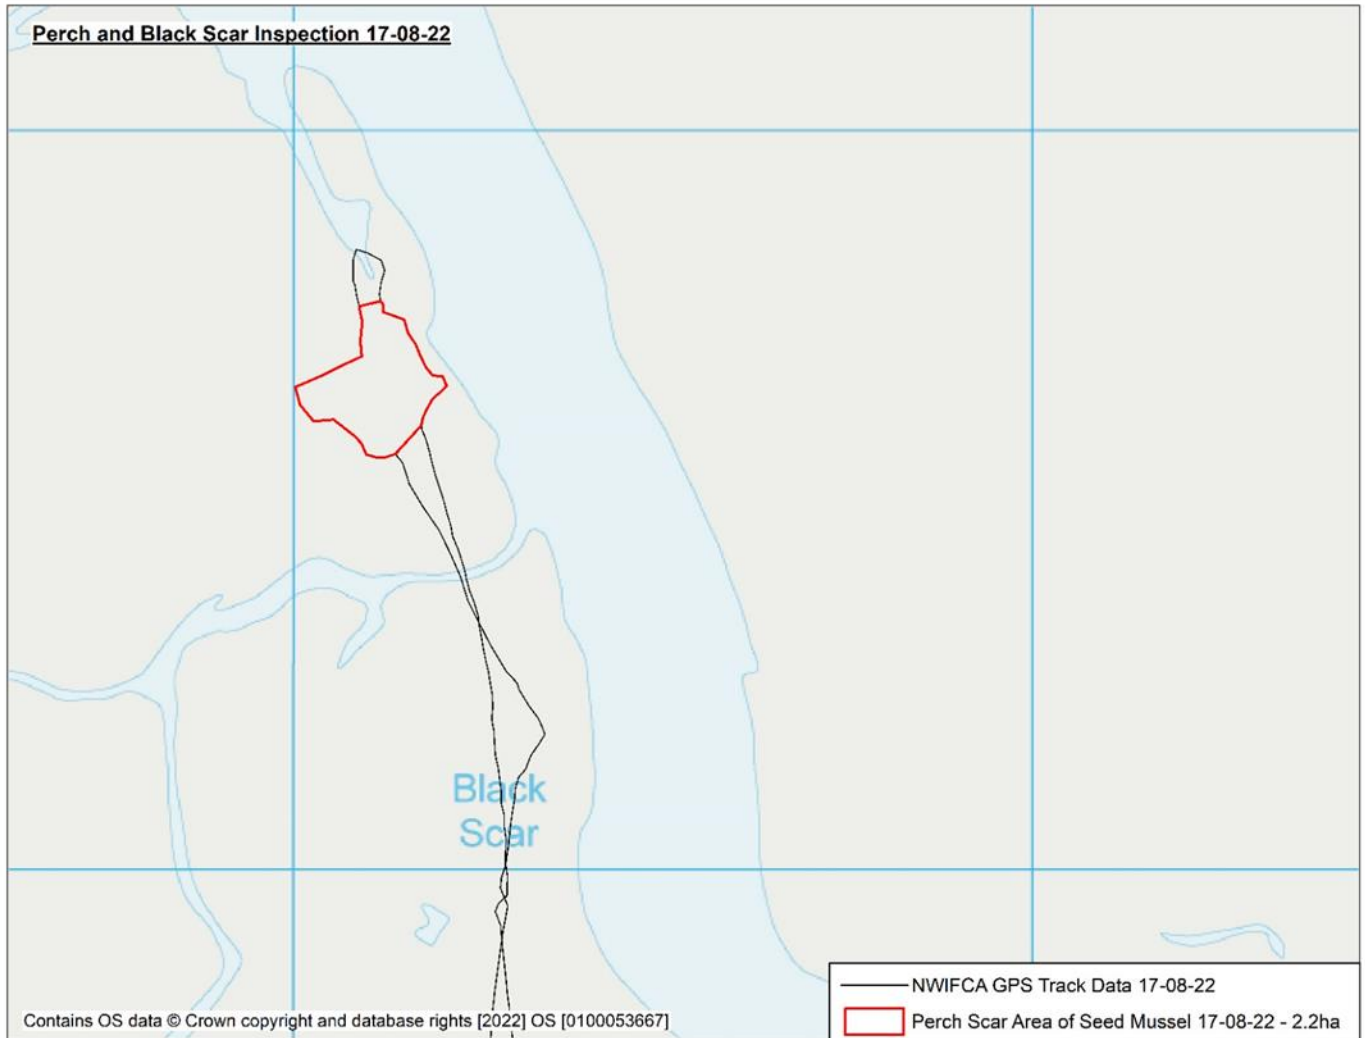 Perch and Black Scar Inspection 17-08-22
Black
Scar
NWIFCA GPS Track Data 17-08-22
Perch Scar Area of Seed Mussel 17-08-22 - 2.2ha
Contains OS data © Crown copyright and database rights [2022] OS [0100053667]